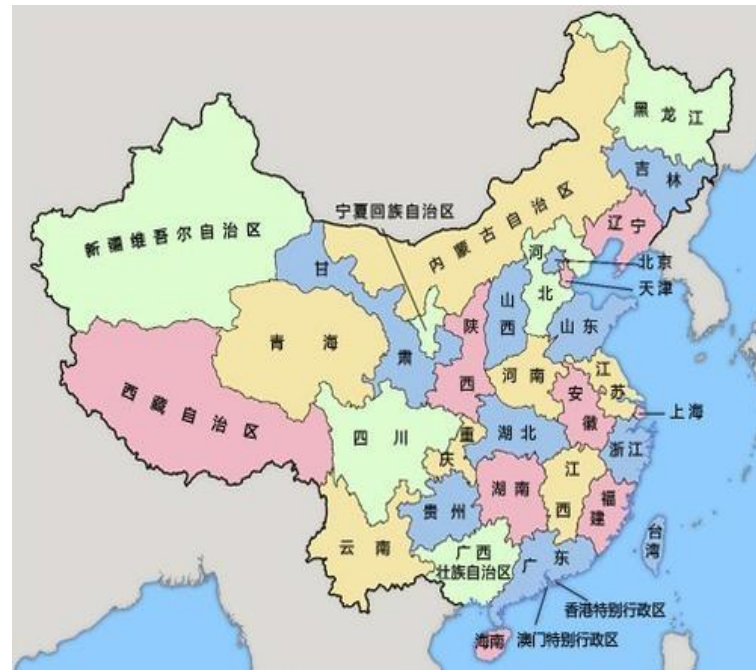 黑龙江
吉林
辽宁
宁夏回族自治区
内蒙古自治区
新疆维吾尔自治区
河
北
北京
天津
甘
肃
山
西
山东
陕
西
青海
河南
江
苏
西藏自治区
安
徽
上海
四川
重
庆
湖北
浙江
湖南
江
西
福
建
贵州
云南
台
湾
广西
壮族自治区
广东
香港特别行政区
海南
澳门特别行政区